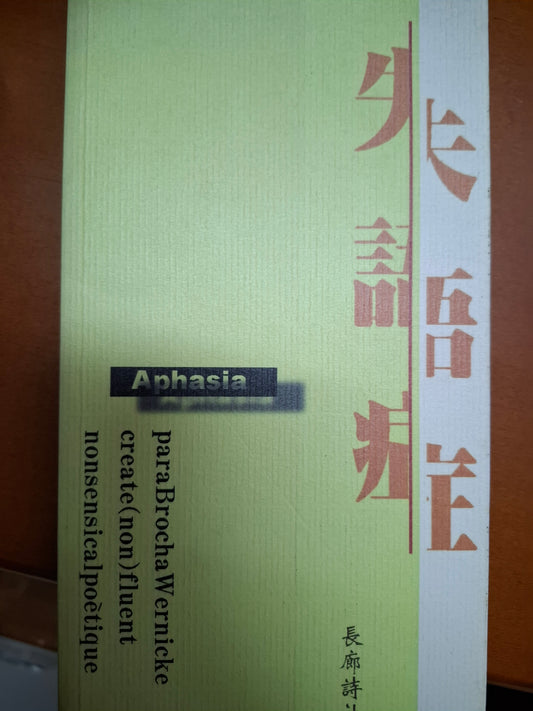 失語症
Aphasia
paraBrochaWernicke
create(non)fluent
nonsensicalpoètique
長廊詩